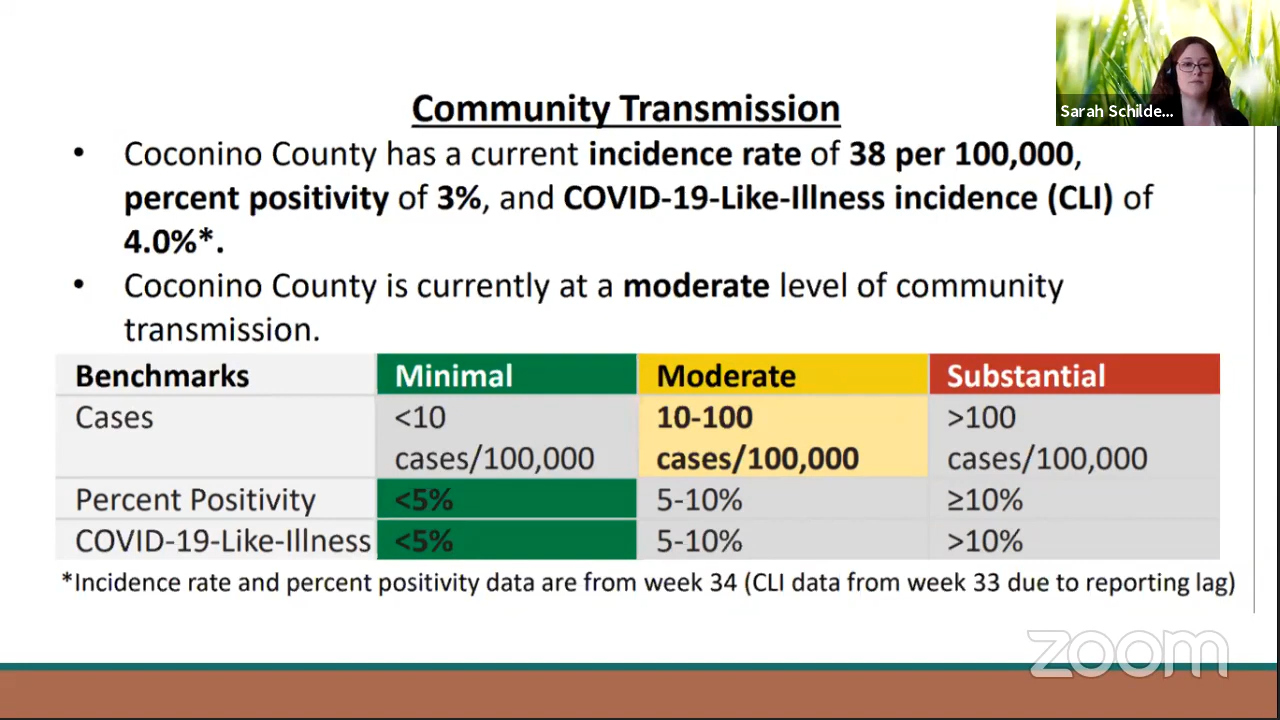 Community Transmission
Sarah Schilde...
• Coconino County has a current incidence rate of 38 per 100,000,
percent positivity of 3%, and COVID-19-Like-Illness incidence (CLI) of
4.0%*.
• Coconino County is currently at a moderate level of community
transmission.
Benchmarks Minimal Moderate Substantial
Cases <10 10-100 >100
cases/100,000 cases/100,000 cases/100,000
Percent Positivity <5% 5-10% ≥10%
COVID-19-Like-Illness <5% 5-10% >10%
*Incidence rate and percent positivity data are from week 34 (CLI data from week 33 due to reporting lag)
zoom